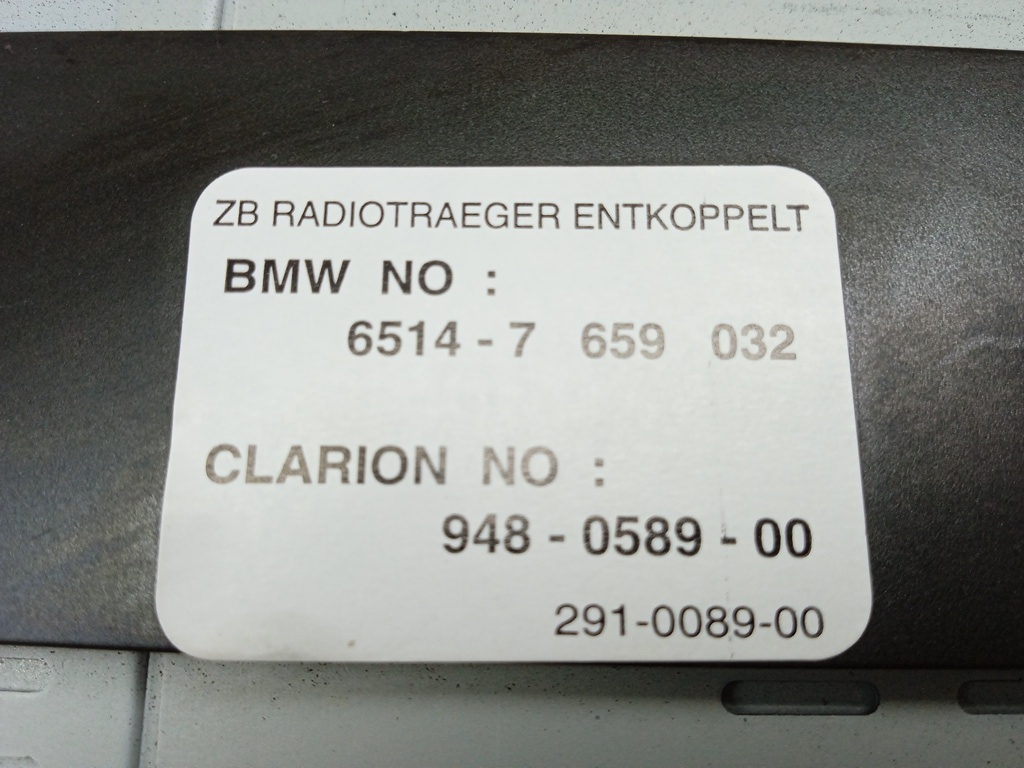 ZB RADIOTRAEGER ENTKOPPELT
BMW NO :
6514 - 7 659 032
CLARION NO :
948 - 0589 - 00
291-0089-00